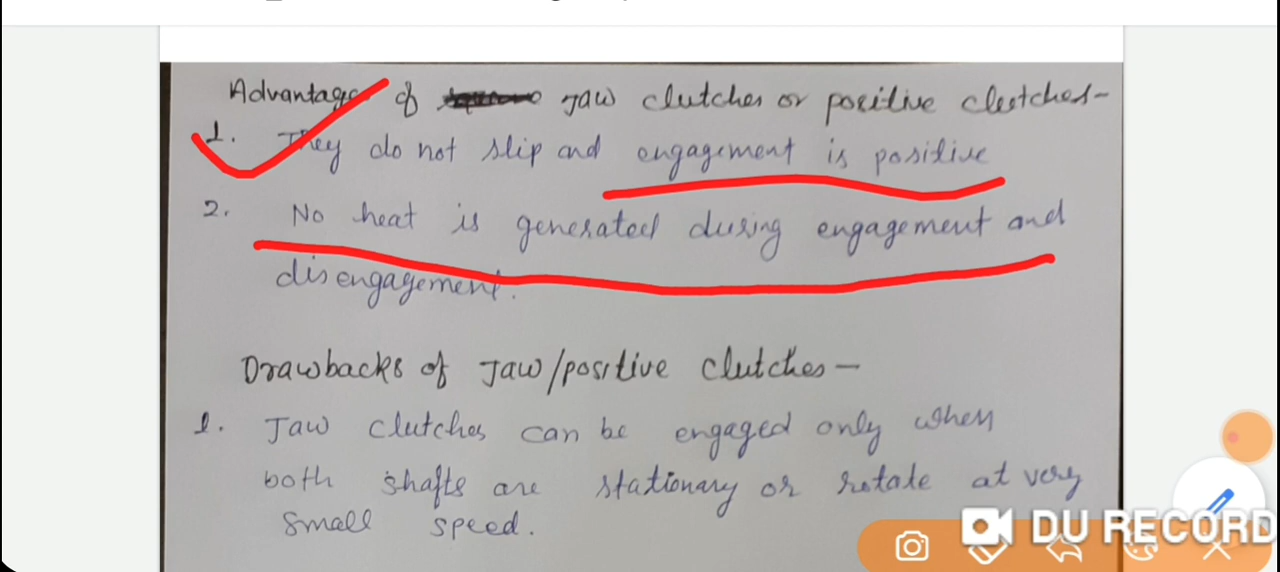 Advantages of Jaw clutches or positive clutches-
1. They do not slip and engagement is positive
2. No heat is generated during engagement and
disengagement.
Drawbacks of Jaw/positive clutches-
1. Jaw clutches can be engaged only when
both shafts are stationary or rotate at very
small speed.
DU RECORD